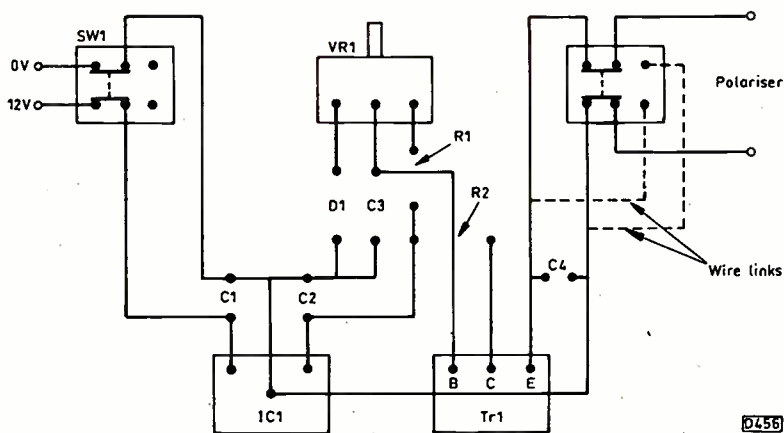 SW1
0V
12V
VR1
Polariser
R1
D1
C3
R2
C1
C2
C4
Wire links
B
C
E
IC1
Tr1
D456